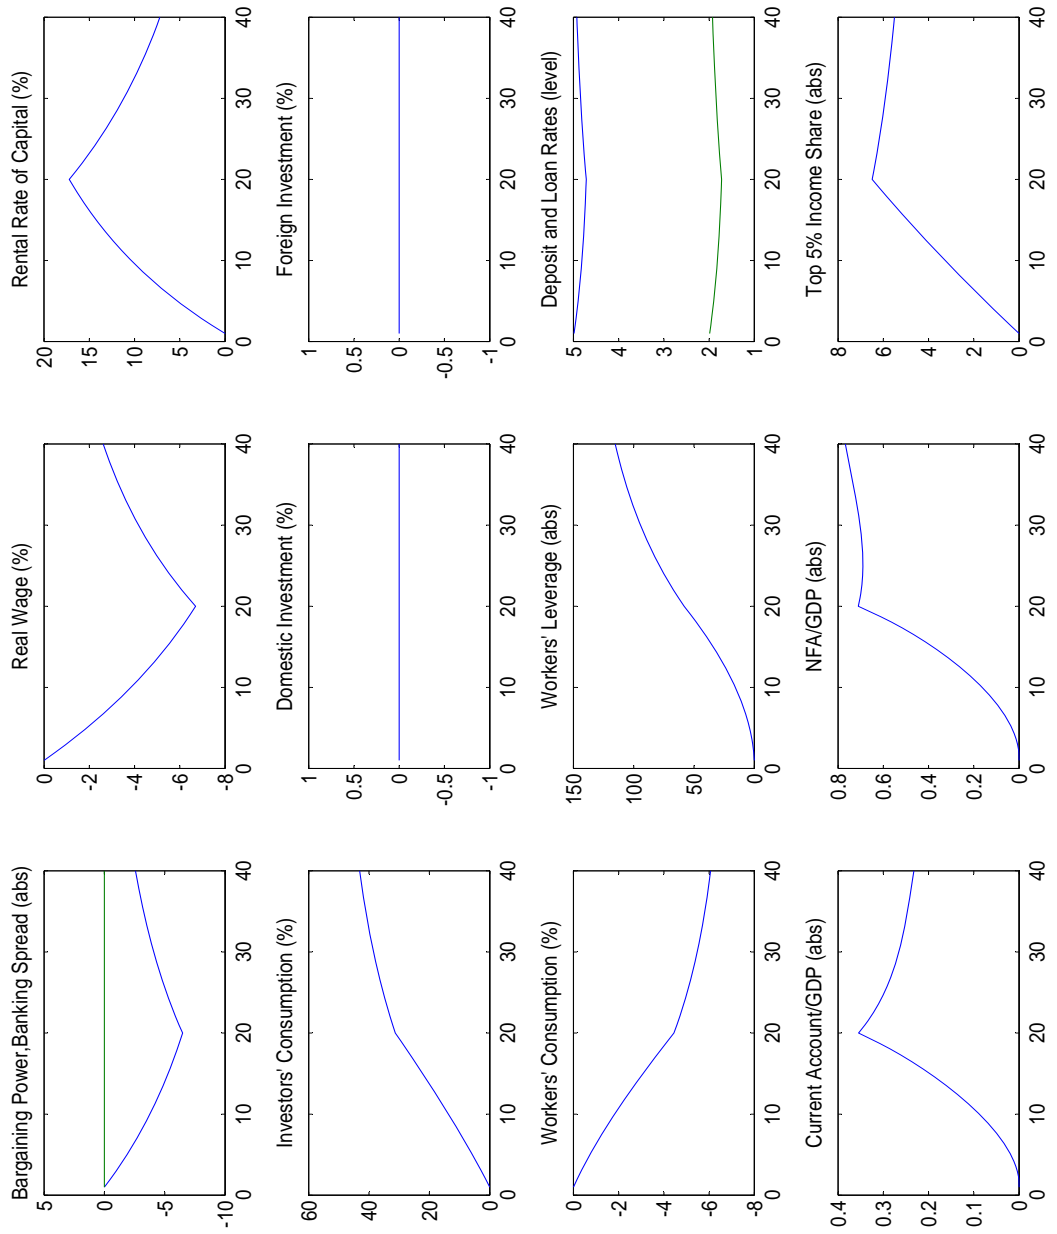 Bargaining Power,Banking Spread (abs)
5
0
-5
-10
0 10 20 30 40
Real Wage (%)
0
-2
-4
-6
-8
0 10 20 30 40
Rental Rate of Capital (%)
20
15
10
5
0
0 10 20 30 40
Investors' Consumption (%)
60
40
20
0
0 10 20 30 40
Domestic Investment (%)
1
0.5
0
-0.5
-1
0 10 20 30 40
Foreign Investment (%)
1
0.5
0
-0.5
-1
0 10 20 30 40
Workers' Consumption (%)
0
-2
-4
-6
-8
0 10 20 30 40
Workers' Leverage (abs)
150
100
50
0
0 10 20 30 40
Deposit and Loan Rates (level)
5
4
3
2
1
0 10 20 30 40
Current Account/GDP (abs)
0.4
0.3
0.2
0.1
0
0 10 20 30 40
NFA/GDP (abs)
0.8
0.6
0.4
0.2
0
0 10 20 30 40
Top 5% Income Share (abs)
8
6
4
2
0
0 10 20 30 40